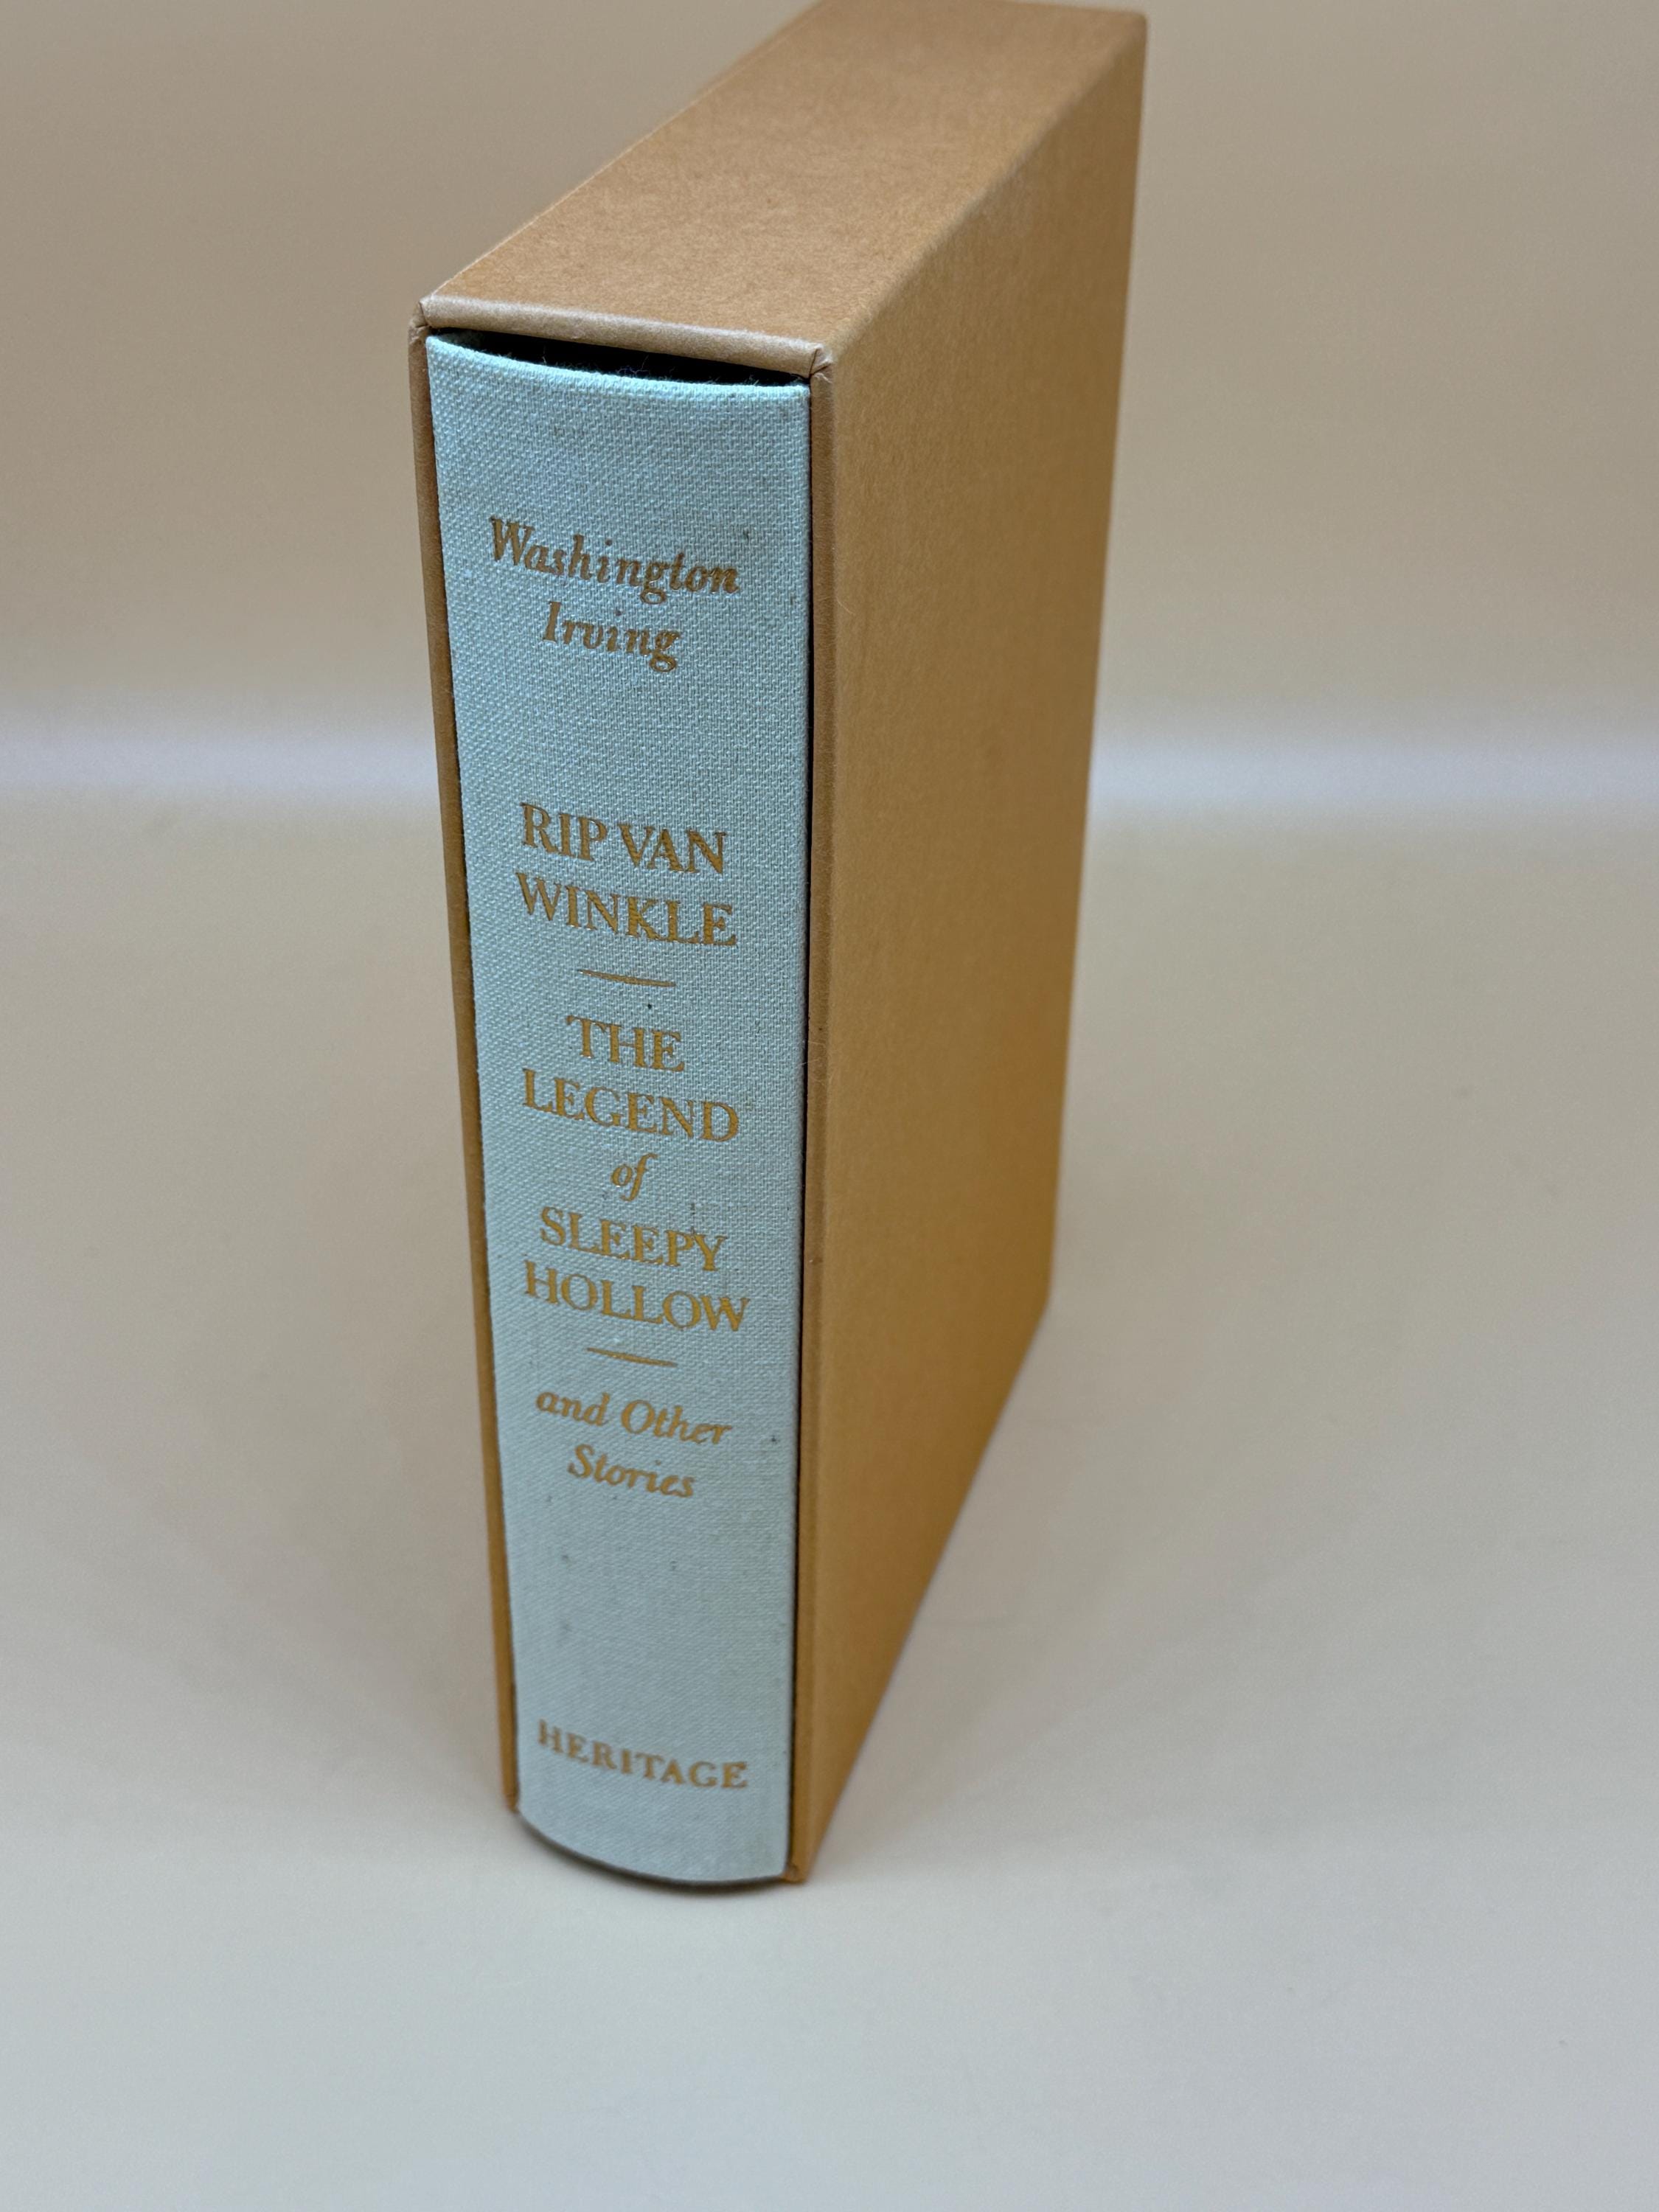 Washington
Irving
RIP VAN
WINKLE
THE
LEGEND
of
SLEEPY
HOLLOW
and Other
Stories
HERITAGE